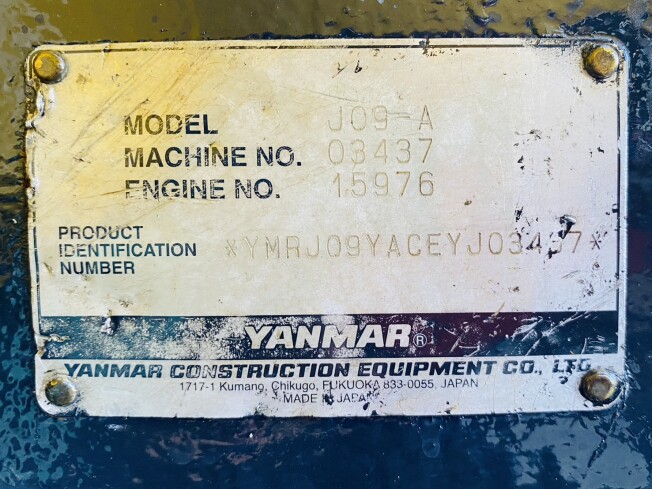 MODEL J09-A
MACHINE NO. 03437
ENGINE NO. 15976
PRODUCT IDENTIFICATION NUMBER *YMRJ09YACEYJ03437*
YANMAR®
YANMAR CONSTRUCTION EQUIPMENT CO., LTD.
1717-1 Kumano, Chikugo, FUKUOKA 833-0055, JAPAN
MADE IN JAPAN